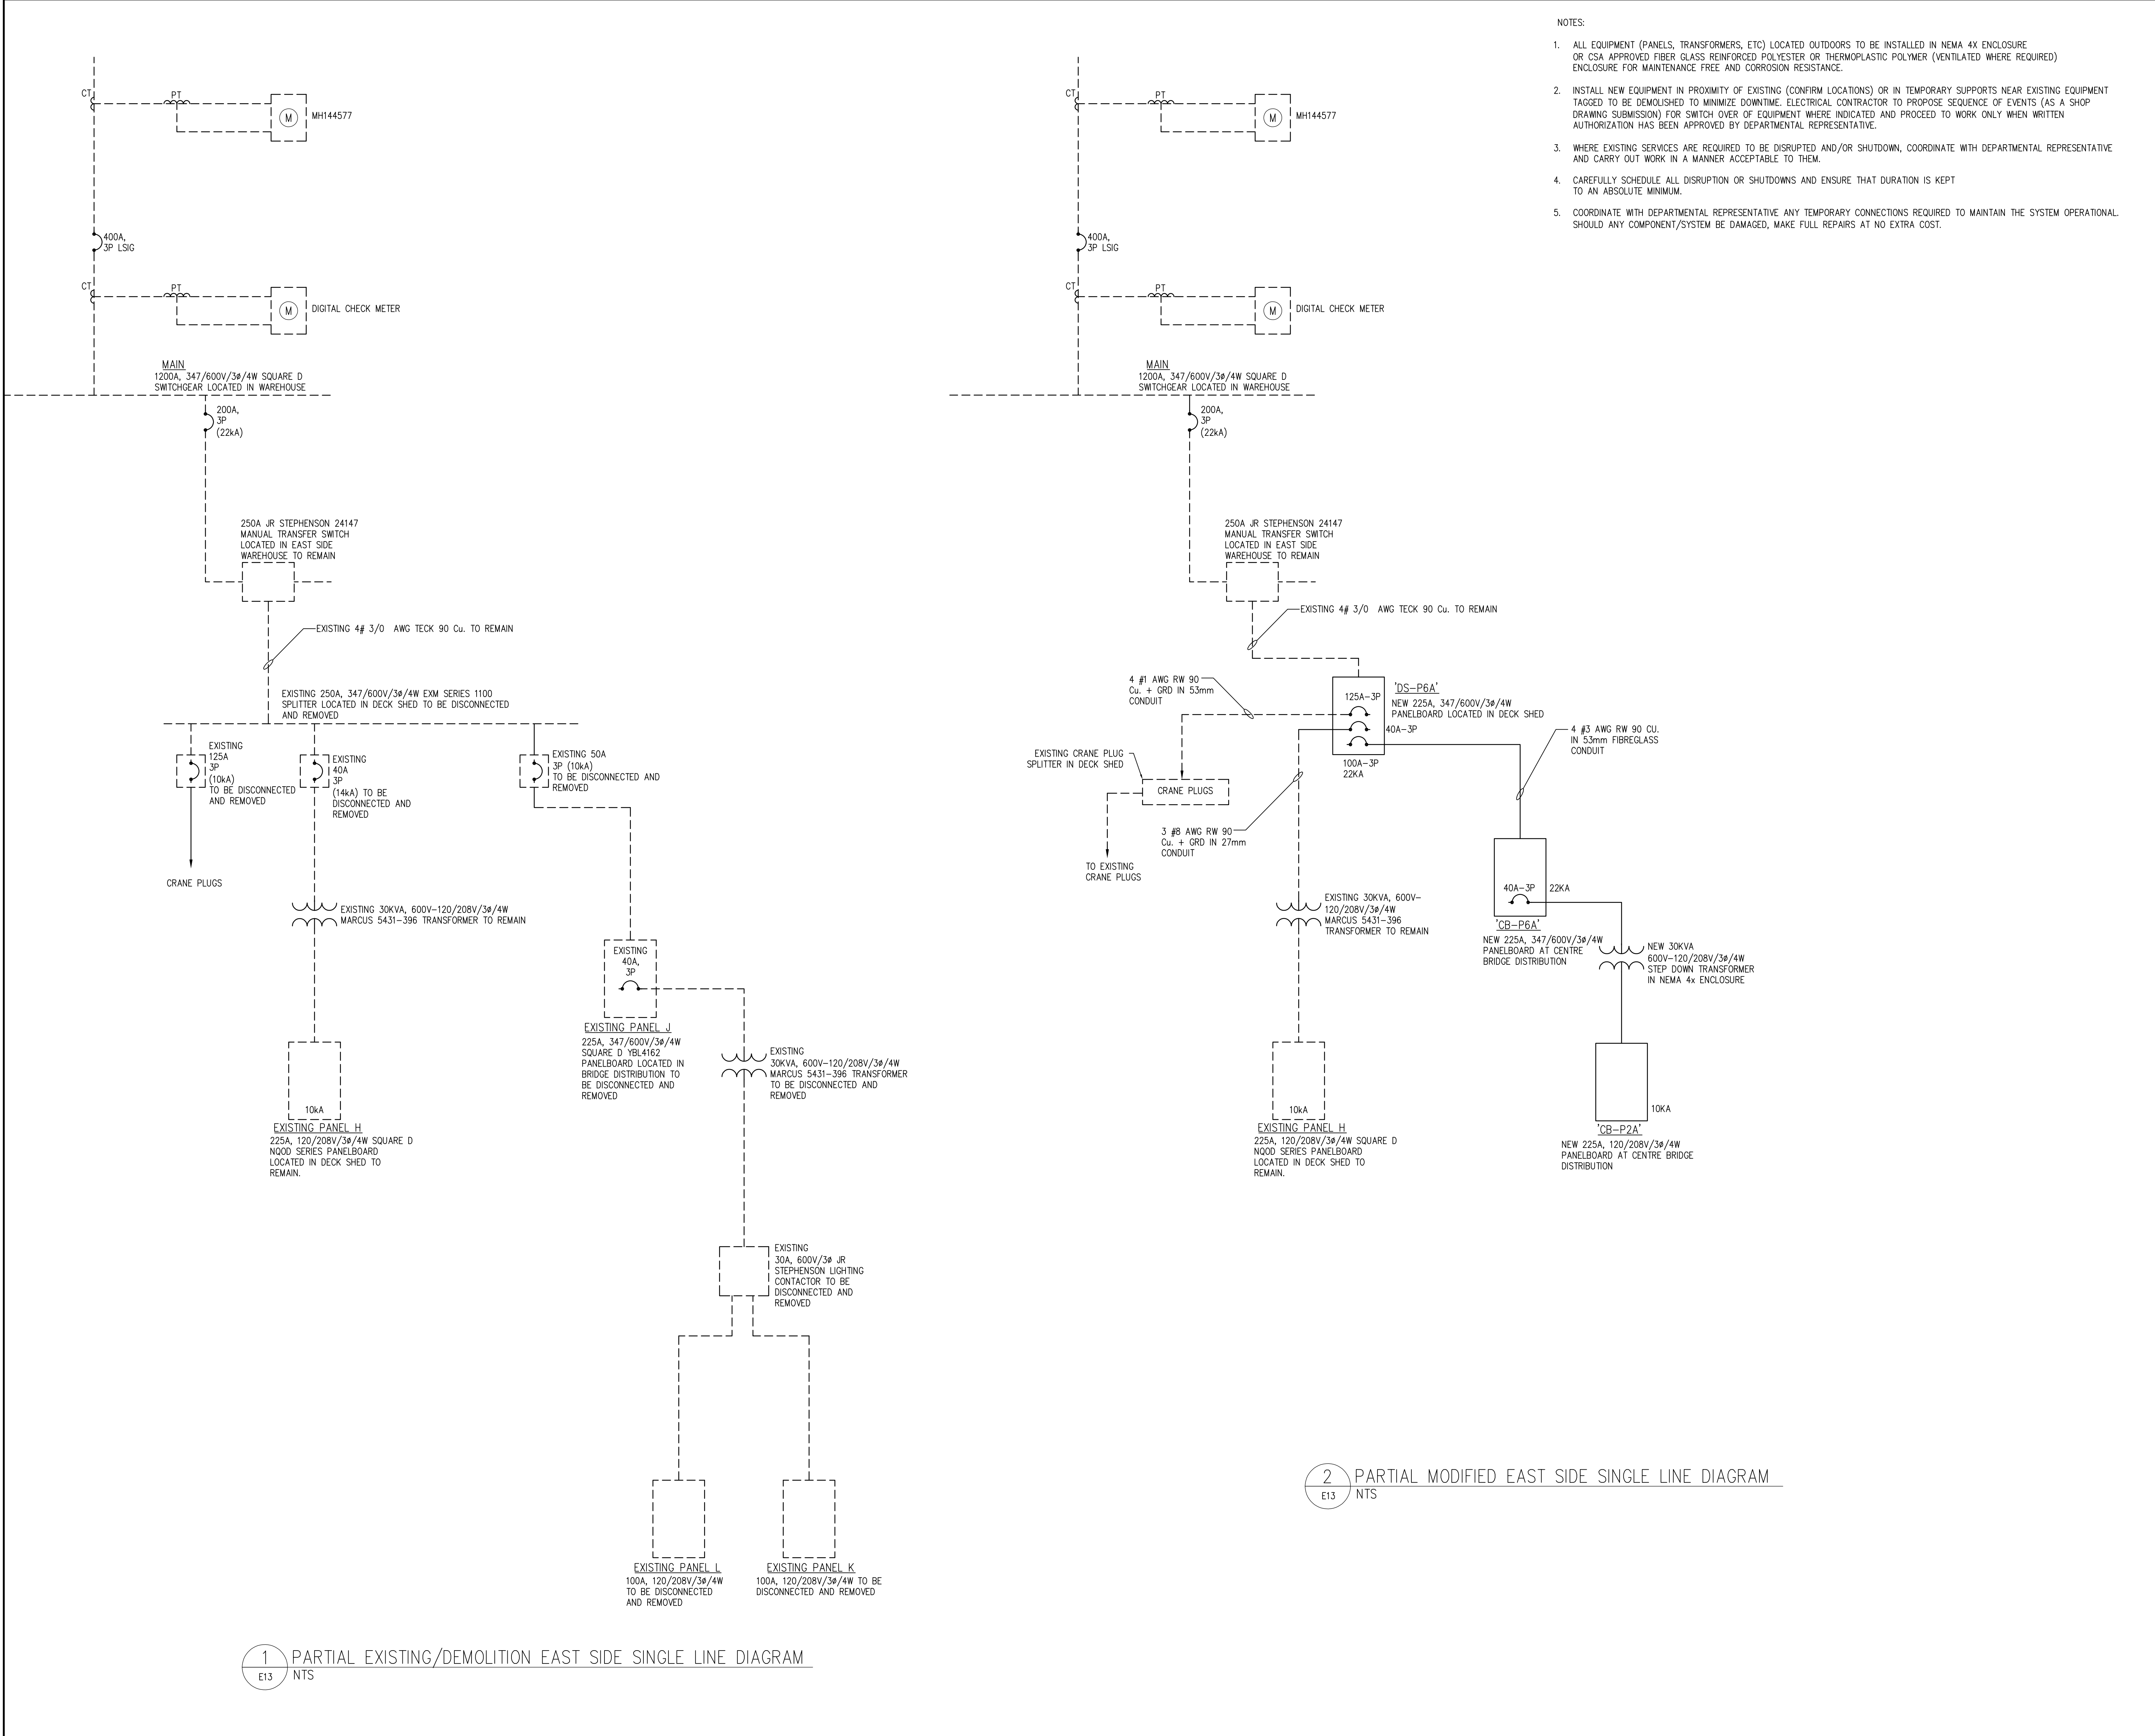 NOTES:
1. ALL EQUIPMENT (PANELS, TRANSFORMERS, ETC) LOCATED OUTDOORS TO BE INSTALLED IN NEMA 4X ENCLOSURE
OR CSA APPROVED FIBER GLASS REINFORCED POLYESTER OR THERMOPLASTIC POLYMER (VENTILATED WHERE REQUIRED)
ENCLOSURE FOR MAINTENANCE FREE AND CORROSION RESISTANCE.
2. INSTALL NEW EQUIPMENT IN PROXIMITY OF EXISTING (CONFIRM LOCATIONS) OR IN TEMPORARY SUPPORTS NEAR EXISTING EQUIPMENT
TAGGED TO BE DEMOLISHED TO MINIMIZE DOWNTIME. ELECTRICAL CONTRACTOR TO PROPOSE SEQUENCE OF EVENTS (AS A SHOP
DRAWING SUBMISSION) FOR SWITCH OVER OF EQUIPMENT WHERE INDICATED AND PROCEED TO WORK ONLY WHEN WRITTEN
AUTHORIZATION HAS BEEN APPROVED BY DEPARTMENTAL REPRESENTATIVE.
3. WHERE EXISTING SERVICES ARE REQUIRED TO BE DISRUPTED AND/OR SHUTDOWN, COORDINATE WITH DEPARTMENTAL REPRESENTATIVE
AND CARRY OUT WORK IN A MANNER ACCEPTABLE TO THEM.
4. CAREFULLY SCHEDULE ALL DISRUPTION OR SHUTDOWNS AND ENSURE THAT DURATION IS KEPT
TO AN ABSOLUTE MINIMUM.
5. COORDINATE WITH DEPARTMENTAL REPRESENTATIVE ANY TEMPORARY CONNECTIONS REQUIRED TO MAINTAIN THE SYSTEM OPERATIONAL.
SHOULD ANY COMPONENT/SYSTEM BE DAMAGED, MAKE FULL REPAIRS AT NO EXTRA COST.
CT
PT
M
MH144577
400A,
3P LSIG
CT
PT
M
DIGITAL CHECK METER
MAIN
1200A, 347/600V/3ø/4W SQUARE D
SWITCHGEAR LOCATED IN WAREHOUSE
200A,
3P
(22kA)
250A JR STEPHENSON 24147
MANUAL TRANSFER SWITCH
LOCATED IN EAST SIDE
WAREHOUSE TO REMAIN
EXISTING 4# 3/0 AWG TECK 90 Cu. TO REMAIN
EXISTING 250A, 347/600V/3ø/4W EXM SERIES 1100
SPLITTER LOCATED IN DECK SHED TO BE DISCONNECTED
AND REMOVED
EXISTING
125A
3P
(10kA)
TO BE DISCONNECTED
AND REMOVED
CRANE PLUGS
EXISTING
40A
3P
(14kA) TO BE
DISCONNECTED AND
REMOVED
EXISTING 50A
3P (10kA)
TO BE DISCONNECTED AND
REMOVED
EXISTING 30KVA, 600V-120/208V/3ø/4W
MARCUS 5431-396 TRANSFORMER TO REMAIN
10kA
EXISTING PANEL H
225A, 120/208V/3ø/4W SQUARE D
NQOD SERIES PANELBOARD
LOCATED IN DECK SHED TO
REMAIN.
EXISTING
40A,
3P
EXISTING PANEL J
225A, 347/600V/3ø/4W
SQUARE D YBL4162
PANELBOARD LOCATED IN
BRIDGE DISTRIBUTION TO
BE DISCONNECTED AND
REMOVED
EXISTING
30KVA, 600V-120/208V/3ø/4W
MARCUS 5431-396 TRANSFORMER
TO BE DISCONNECTED AND
REMOVED
EXISTING
30A, 600V/3ø JR
STEPHENSON LIGHTING
CONTACTOR TO BE
DISCONNECTED AND
REMOVED
EXISTING PANEL L
100A, 120/208V/3ø/4W
TO BE DISCONNECTED
AND REMOVED
EXISTING PANEL K
100A, 120/208V/3ø/4W TO BE
DISCONNECTED AND REMOVED
1
E13
PARTIAL EXISTING/DEMOLITION EAST SIDE SINGLE LINE DIAGRAM
NTS
CT
PT
M
MH144577
400A,
3P LSIG
CT
PT
M
DIGITAL CHECK METER
MAIN
1200A, 347/600V/3ø/4W SQUARE D
SWITCHGEAR LOCATED IN WAREHOUSE
200A,
3P
(22kA)
250A JR STEPHENSON 24147
MANUAL TRANSFER SWITCH
LOCATED IN EAST SIDE
WAREHOUSE TO REMAIN
EXISTING 4# 3/0 AWG TECK 90 Cu. TO REMAIN
4 #1 AWG RW 90
Cu. + GRD IN 53mm
CONDUIT
125A-3P
40A-3P
100A-3P
22KA
'DS-P6A'
NEW 225A, 347/600V/3ø/4W
PANELBOARD LOCATED IN DECK SHED
EXISTING CRANE PLUG
SPLITTER IN DECK SHED
CRANE PLUGS
TO EXISTING
CRANE PLUGS
3 #8 AWG RW 90
Cu. + GRD IN 27mm
CONDUIT
4 #3 AWG RW 90 CU.
IN 53mm FIBREGLASS
CONDUIT
EXISTING 30KVA, 600V-
120/208V/3ø/4W
MARCUS 5431-396
TRANSFORMER TO REMAIN
10kA
EXISTING PANEL H
225A, 120/208V/3ø/4W SQUARE D
NQOD SERIES PANELBOARD
LOCATED IN DECK SHED TO
REMAIN.
40A-3P
22KA
'CB-P6A'
NEW 225A, 347/600V/3ø/4W
PANELBOARD AT CENTRE
BRIDGE DISTRIBUTION
NEW 30KVA
600V-120/208V/3ø/4W
STEP DOWN TRANSFORMER
IN NEMA 4x ENCLOSURE
10KA
'CB-P2A'
NEW 225A, 120/208V/3ø/4W
PANELBOARD AT CENTRE BRIDGE
DISTRIBUTION
2
E13
PARTIAL MODIFIED EAST SIDE SINGLE LINE DIAGRAM
NTS